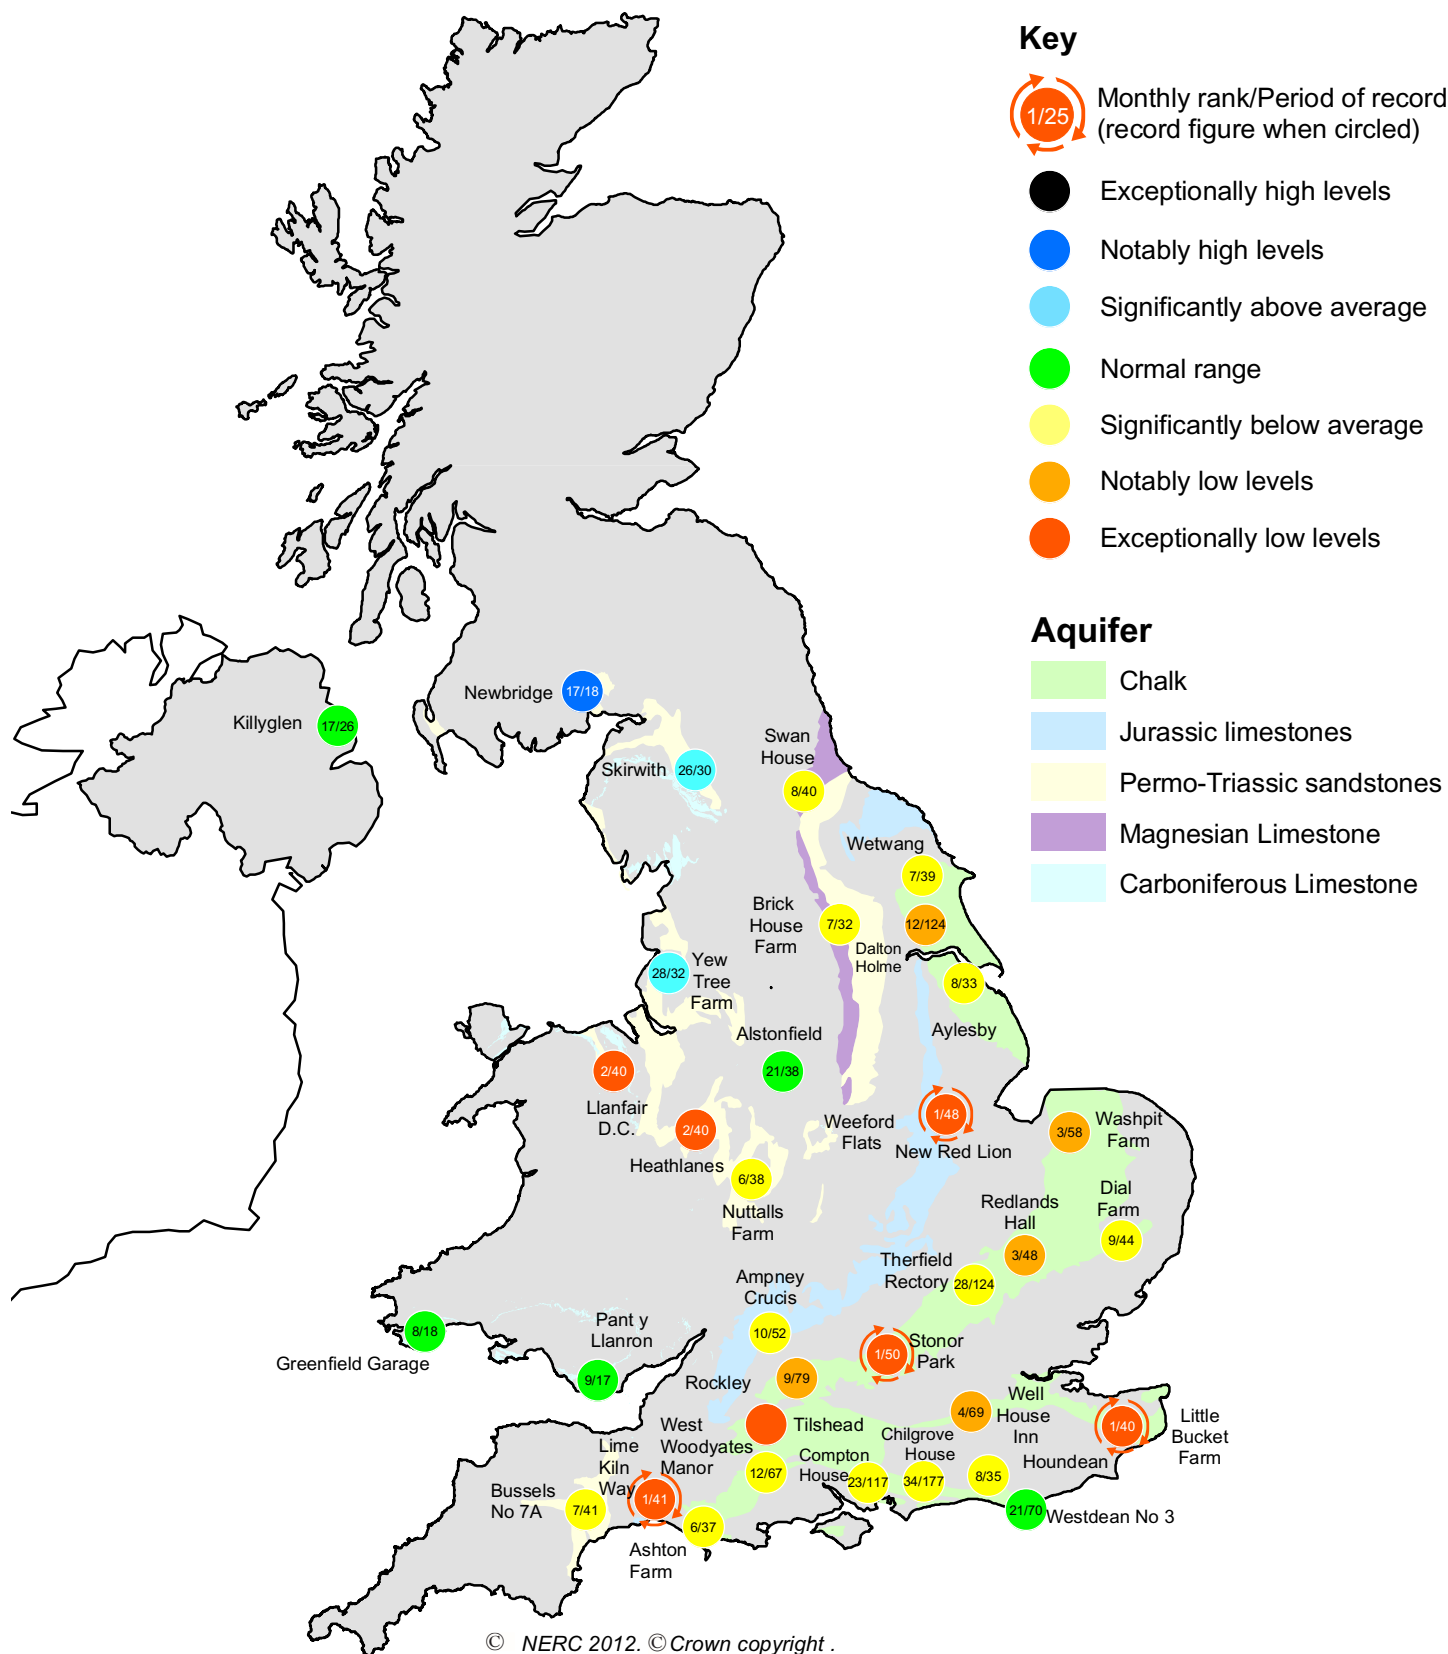 Key
1/25
Monthly rank/Period of record
(record figure when circled)
Exceptionally high levels
Notably high levels
Significantly above average
Normal range
Significantly below average
Notably low levels
Exceptionally low levels
Aquifer
Chalk
Jurassic limestones
Permo-Triassic sandstones
Magnesian Limestone
Carboniferous Limestone
Newbridge
17/18
Killyglen
17/26
Skirwith
26/30
Swan
House
8/40
Wetwang
7/39
Brick
House
Farm
7/32
12/124
Dalton
Holme
28/32
Yew
Tree
Farm
8/33
Aylesby
Alstonfield
21/38
2/40
Llanfair
D.C.
2/40
Heathlanes
Weeford
Flats
1/48
New Red Lion
3/58
Washpit
Farm
6/38
Nuttalls
Farm
Redlands
Hall
3/48
Dial
Farm
9/44
Therfield
Rectory
28/124
Ampney
Crucis
10/52
8/18
Greenfield Garage
Pant y
Llanron
9/17
1/50
Stonor
Park
Rockley
9/79
Tilshead
4/69
Well
House
Inn
1/40
Little
Bucket
Farm
West
Woodyates
Manor
12/67
Compton
House
23/117
Chilgrove
House
34/177
8/35
Houndean
Lime
Kiln
Way
1/41
Bussels
No 7A
7/41
6/37
Ashton
Farm
21/70
Westdean No 3
© NERC 2012. © Crown copyright .